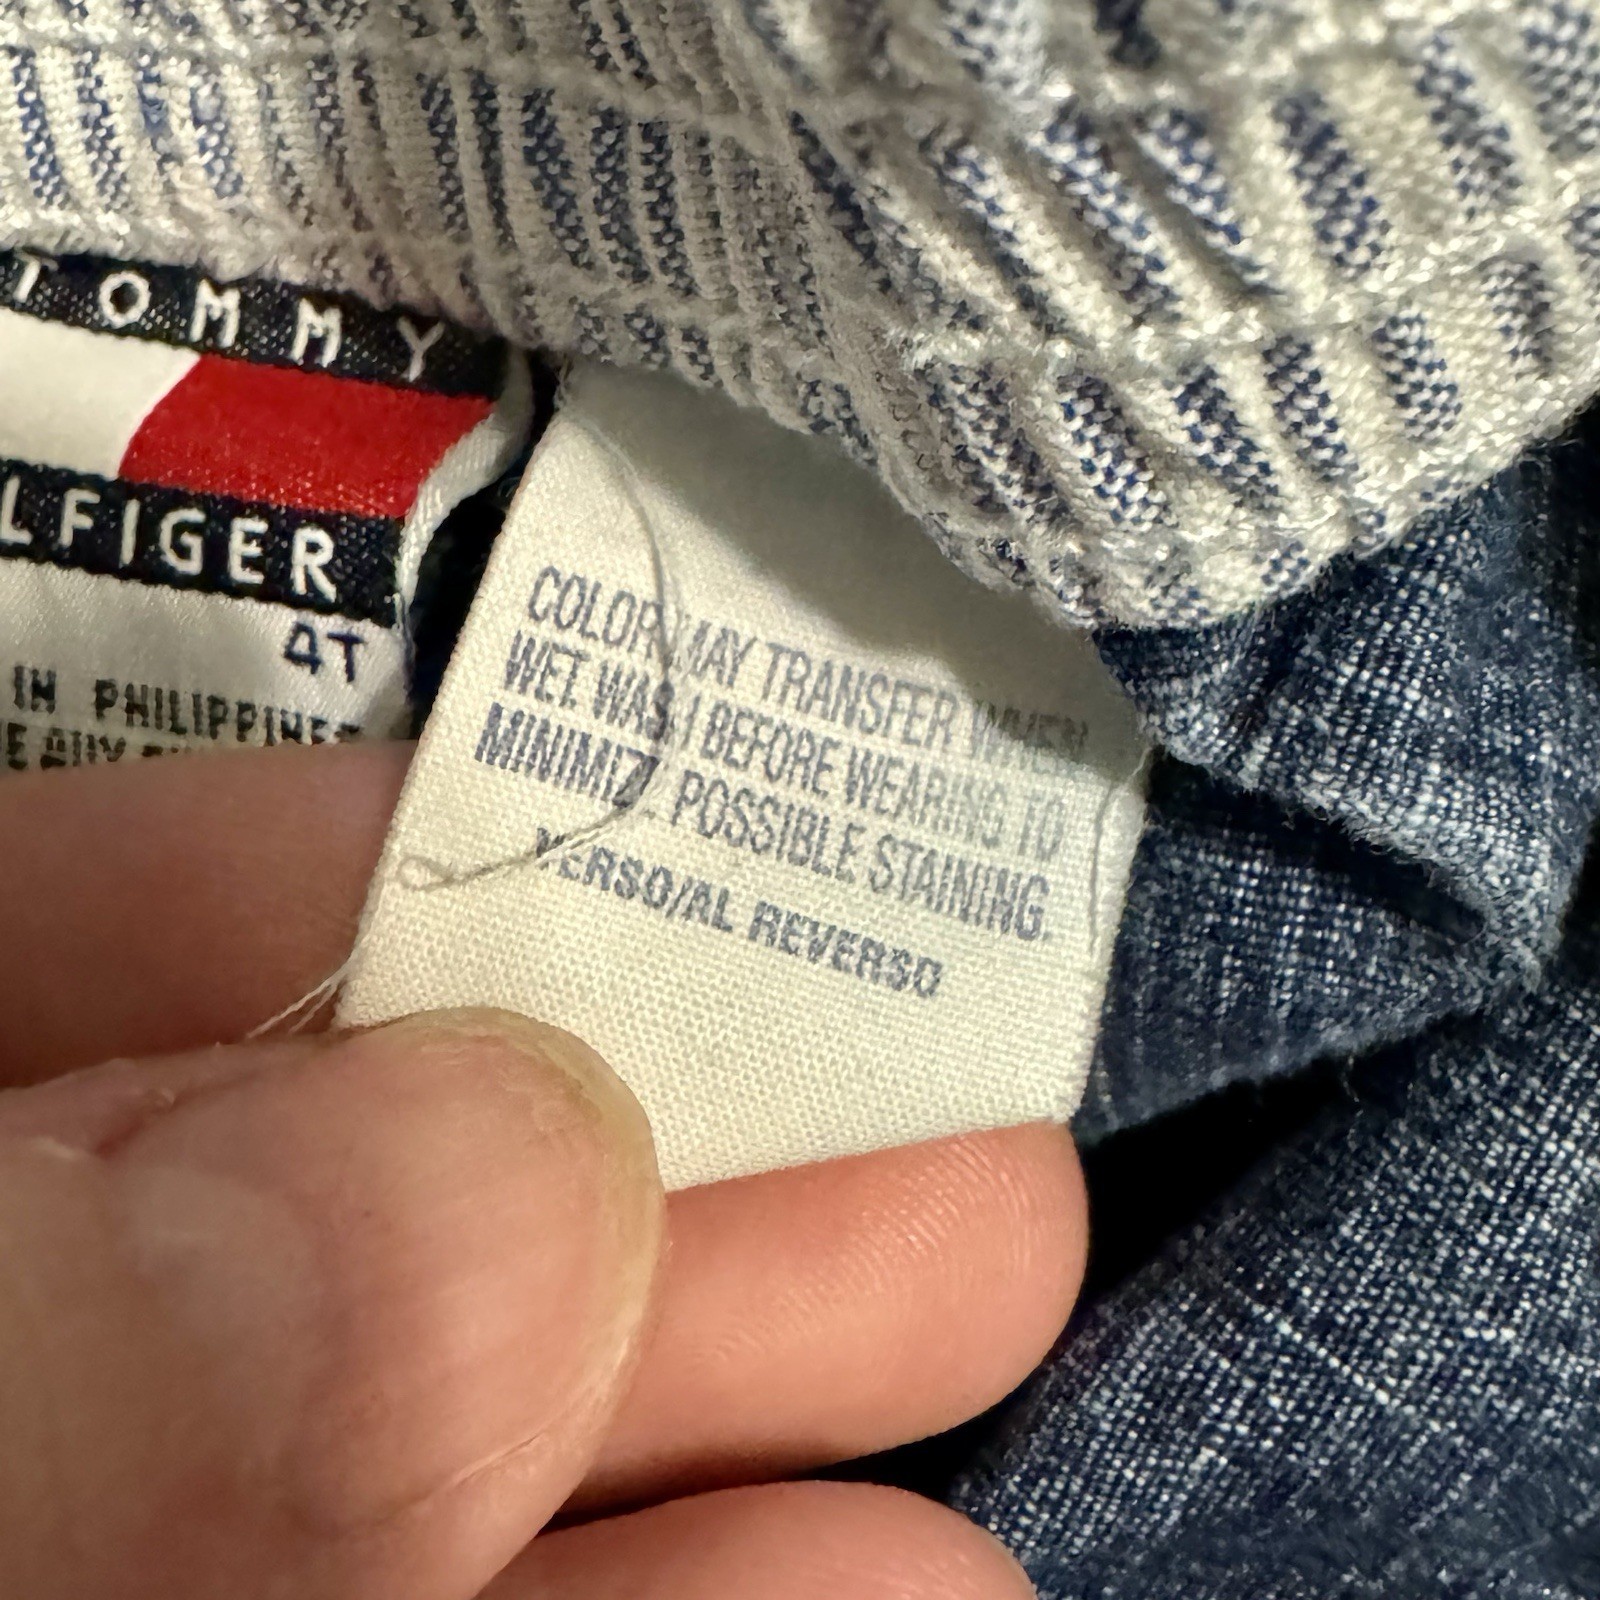 TOMMY
LFIGER
4T
IN PHILIPPINES
COLOR MAY TRANSFER WHEN
WET. WASH BEFORE WEARING TO
MINIMIZE POSSIBLE STAINING.
VERSO/AL REVERSO